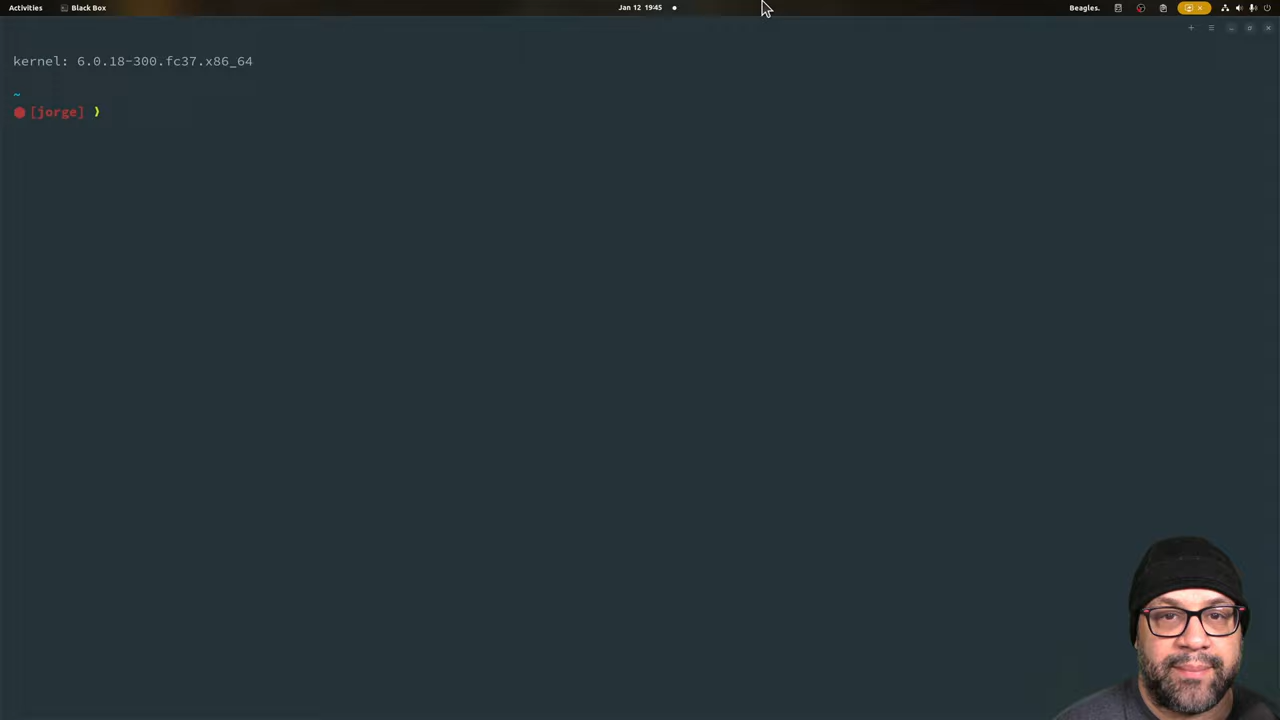 Activities
Black Box
Jan 12 19:45
Beagles.
kernel: 6.0.18-300.fc37.x86_64
~
[jorge] ❩